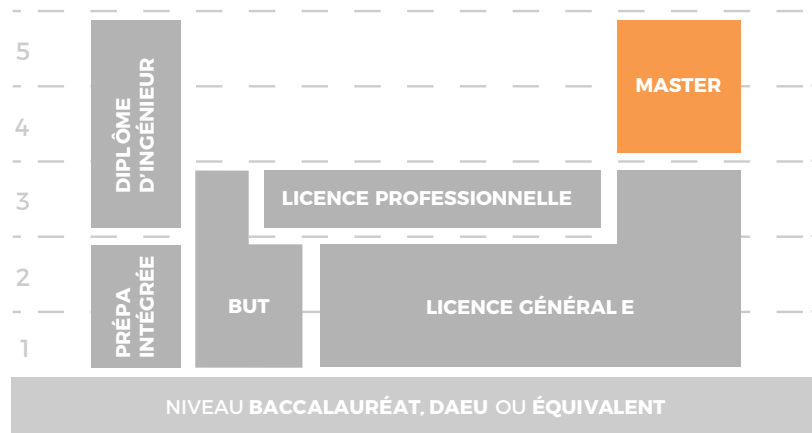 5
MASTER
4
DIPLÔME
D'INGÉNIEUR
3
LICENCE PROFESSIONNELLE
2
PRÉPA
INTÉGRÉE
BUT
LICENCE GÉNÉRALE
1
NIVEAU BACCALAURÉAT, DAEU OU ÉQUIVALENT